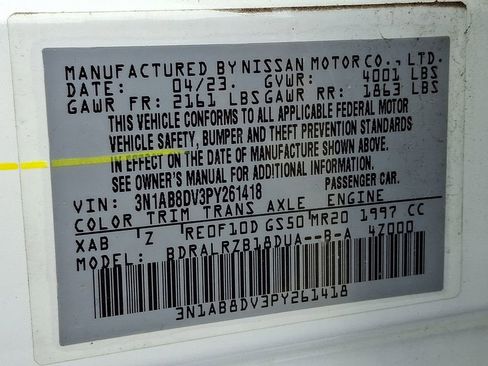 MANUFACTURED BY NISSAN MOTOR CO., LTD.
DATE: 04/23. GVWR: 4001 LBS
GAWR FR: 2161 LBS GAWR RR: 1863 LBS
THIS VEHICLE CONFORMS TO ALL APPLICABLE FEDERAL MOTOR
VEHICLE SAFETY, BUMPER AND THEFT PREVENTION STANDARDS
IN EFFECT ON THE DATE OF MANUFACTURE SHOWN ABOVE.
SEE OWNER'S MANUAL FOR ADDITIONAL INFORMATION.
VIN: 3N1AB8DV3PY261418 PASSENGER CAR.
COLOR TRIM TRANS AXLE ENGINE
XAB Z RE0F10D GS50 MR20 1997 CC
MODEL: BDRALRZB18DUA--B-A 4Z000
3N1AB8DV3PY261418